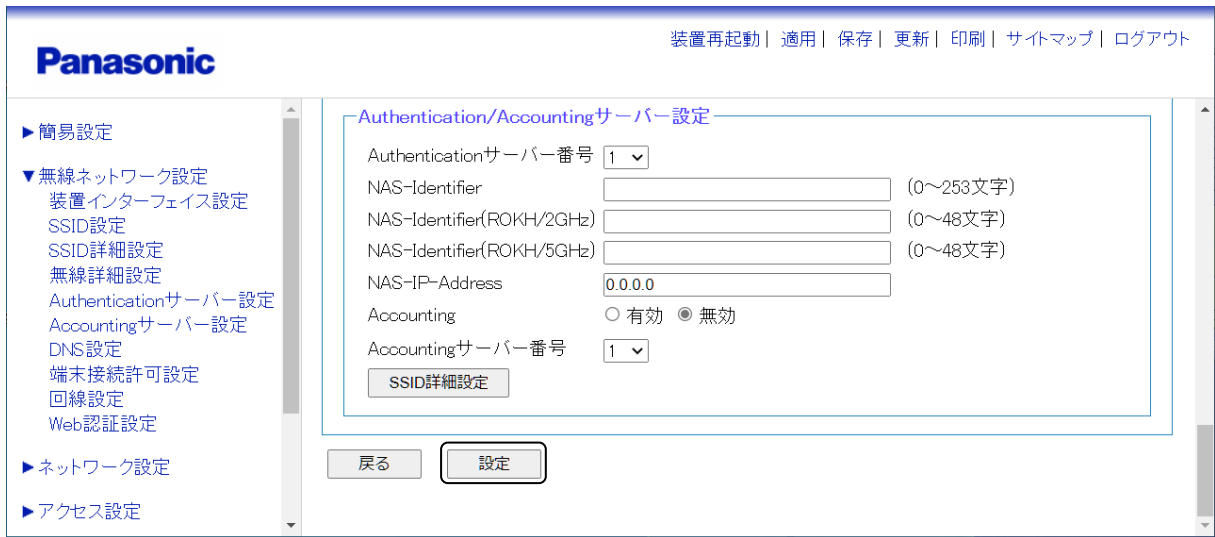 Panasonic
装置再起動| 適用| 保存| 更新| 印刷| サイトマップ| ログアウト
▶簡易設定
▼無線ネットワーク設定
装置インターフェイス設定
SSID設定
SSID詳細設定
無線詳細設定
Authenticationサーバー設定
Accountingサーバー設定
DNS設定
端末接続許可設定
回線設定
Web認証設定
▶ネットワーク設定
▶アクセス設定
Authentication/Accountingサーバー設定
Authenticationサーバー番号 1
NAS-Identifier (0～253文字)
NAS-Identifier(ROKH/2GHz) (0～48文字)
NAS-Identifier(ROKH/5GHz) (0～48文字)
NAS-IP-Address 0.0.0.0
Accounting 有効 無効
Accountingサーバー番号 1
SSID詳細設定
戻る 設定